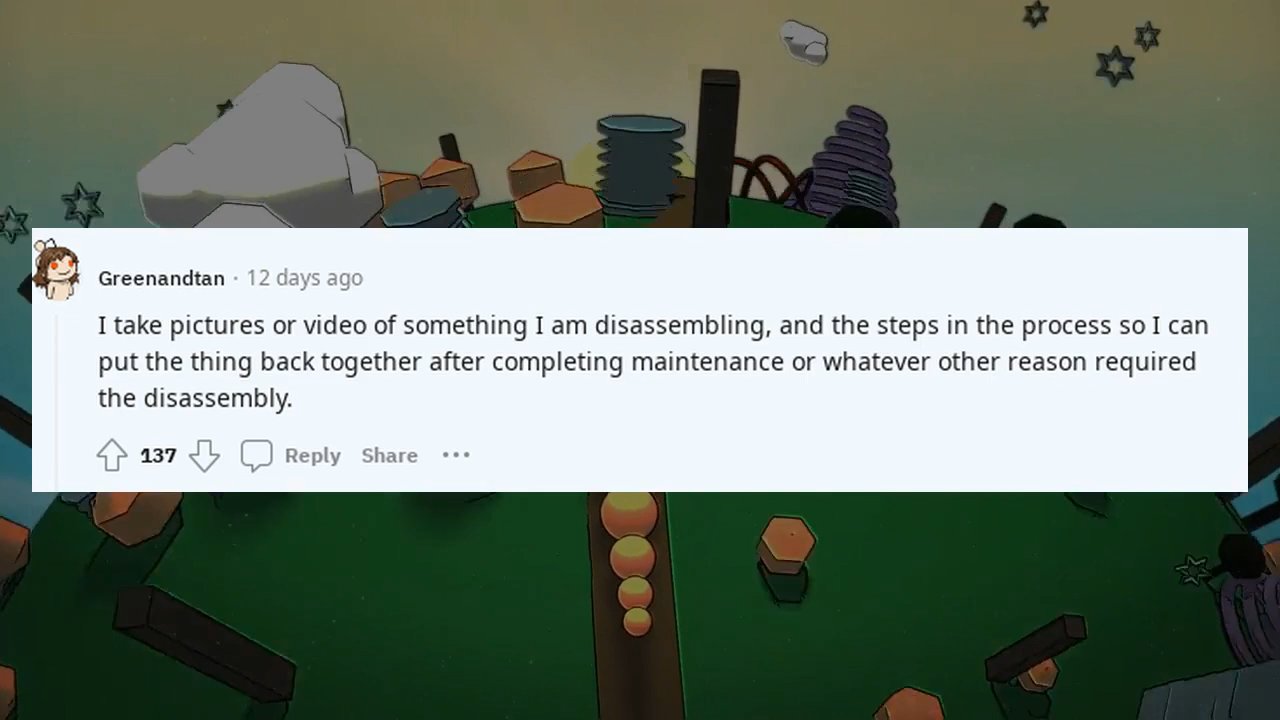 Greenandtan · 12 days ago
I take pictures or video of something I am disassembling, and the steps in the process so I can
put the thing back together after completing maintenance or whatever other reason required
the disassembly.
137 Reply Share ···